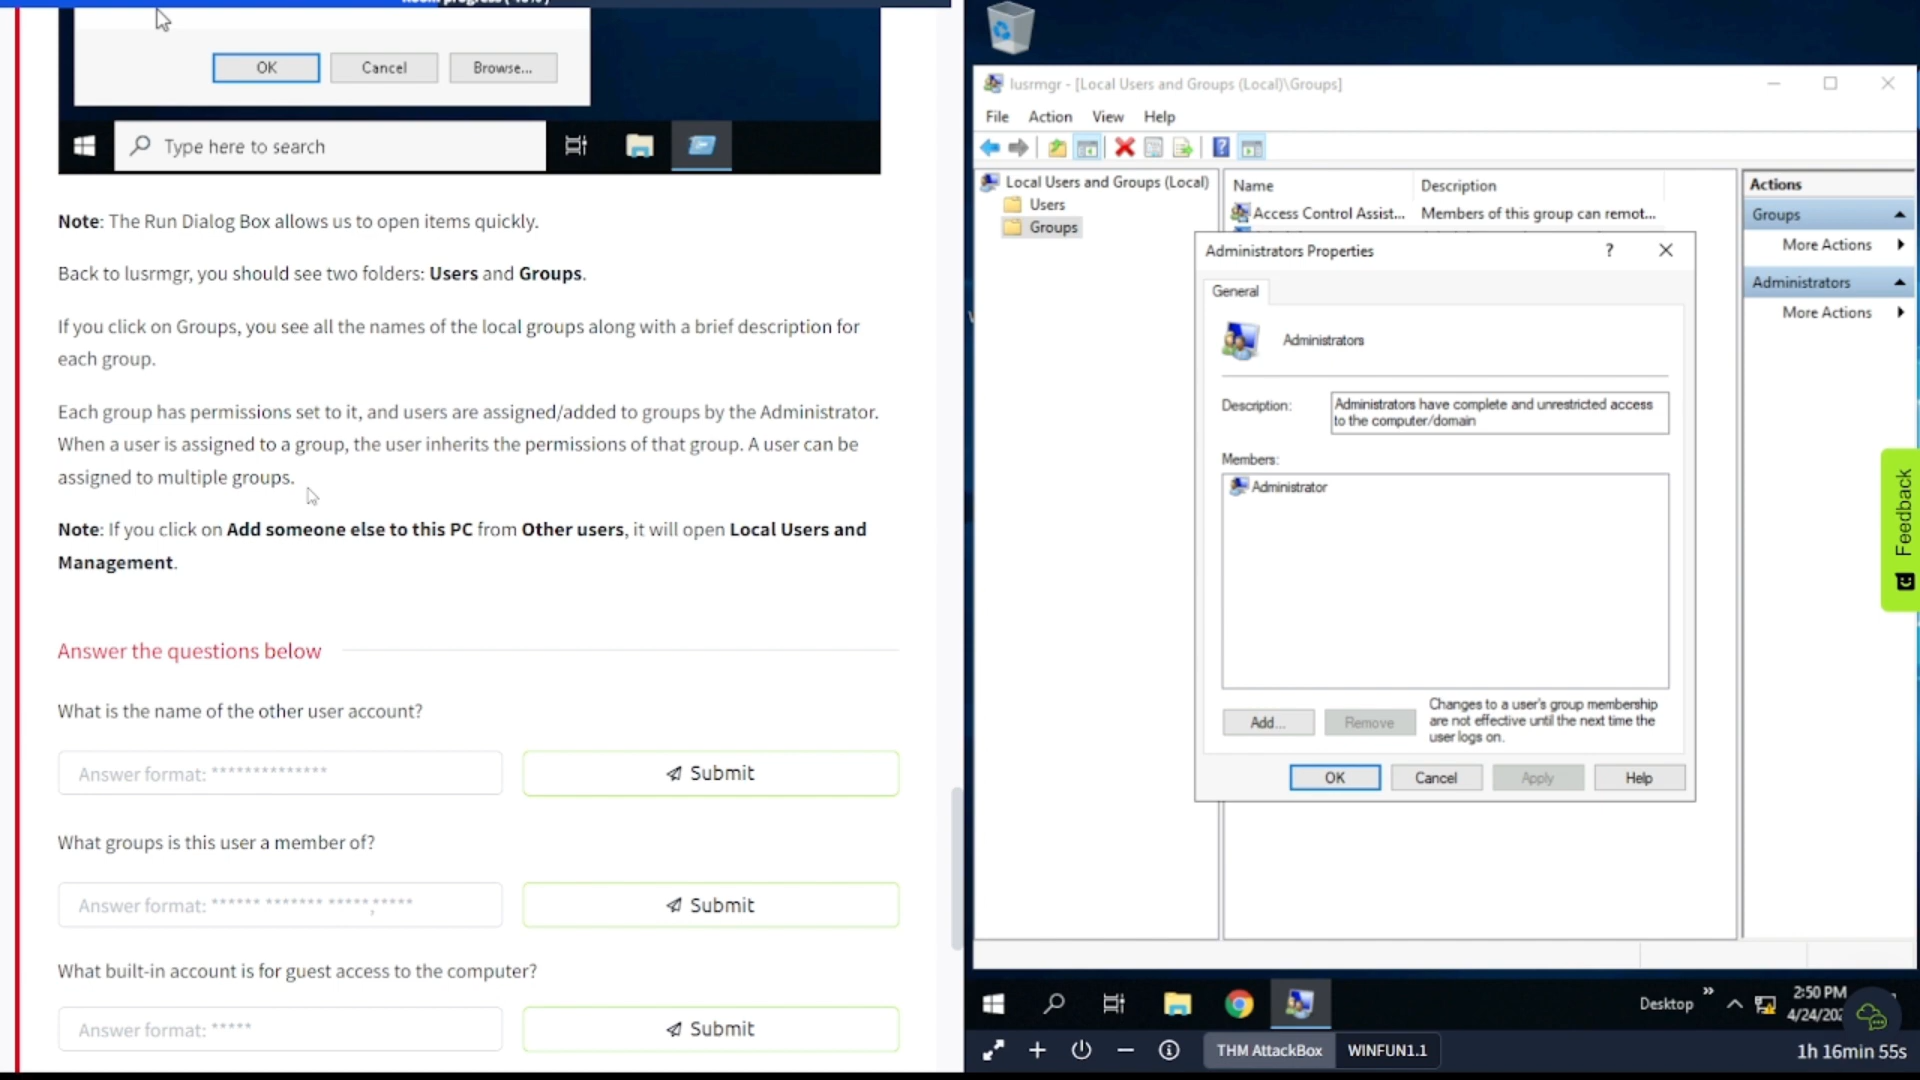 OK Cancel Browse...
Type here to search
Note: The Run Dialog Box allows us to open items quickly.
Back to lusrmgr, you should see two folders: Users and Groups.
If you click on Groups, you see all the names of the local groups along with a brief description for
each group.
Each group has permissions set to it, and users are assigned/added to groups by the Administrator.
When a user is assigned to a group, the user inherits the permissions of that group. A user can be
assigned to multiple groups.
Note: If you click on Add someone else to this PC from Other users, it will open Local Users and
Management.
Answer the questions below
What is the name of the other user account?
Answer format: **************
Submit
What groups is this user a member of?
Answer format: ****** ******* *****,*****
Submit
What built-in account is for guest access to the computer?
Answer format: *****
Submit
lusrmgr - [Local Users and Groups (Local)\Groups]
File Action View Help
Local Users and Groups (Local)
Users
Groups
Name Description
Access Control Assist... Members of this group can remot...
Actions
Groups
More Actions
Administrators
More Actions
Administrators Properties
General
Administrators
Description: Administrators have complete and unrestricted access
to the computer/domain
Members:
Administrator
Add... Remove
Changes to a user's group membership
are not effective until the next time the
user logs on.
OK Cancel Apply Help
Feedback
Desktop
2:50 PM
THM AttackBox WINFUN1.1 1h 16min 55s